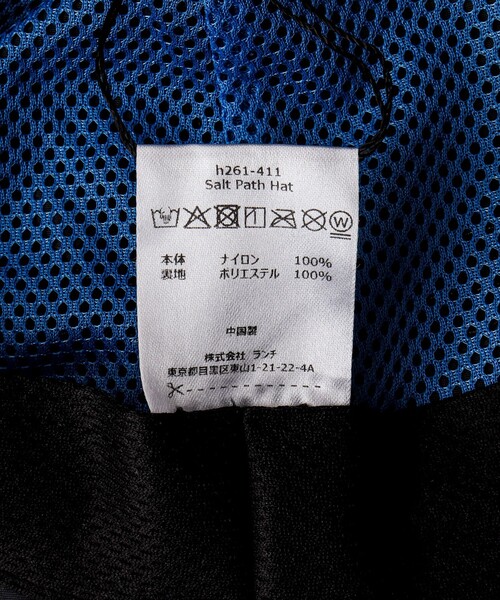 h261-411
Salt Path Hat
W
本体 ナイロン 100%
裏地 ポリエステル 100%
中国製
株式会社 ランチ
東京都目黒区東山1-21-22-4A